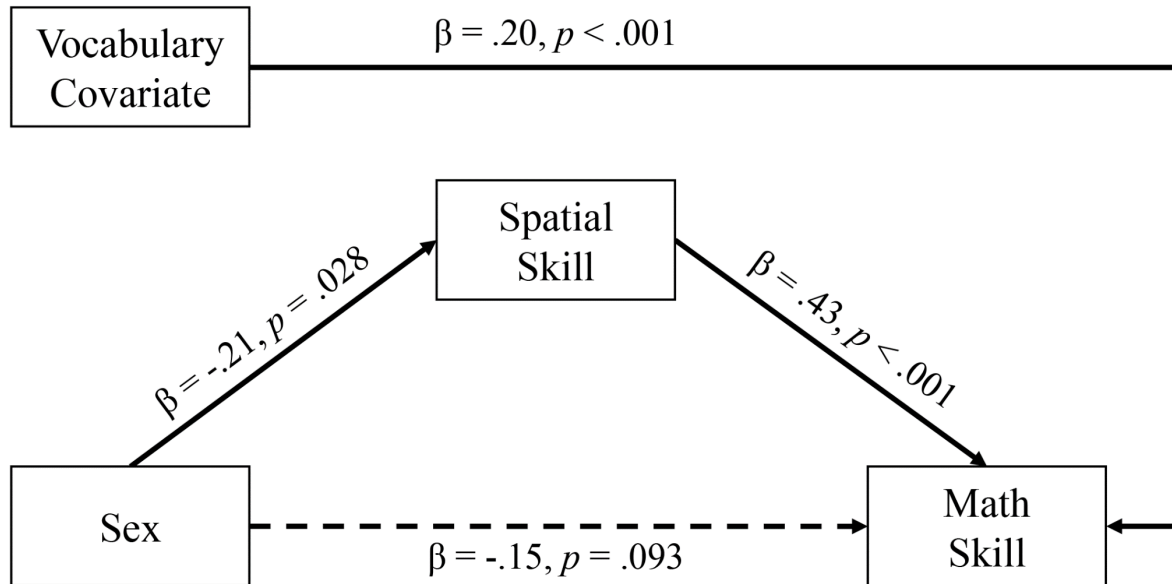 Vocabulary
Covariate
β = .20, p < .001
Spatial
Skill
β = -.21, p = .028
β = .43, p < .001
Sex
β = -.15, p = .093
Math
Skill